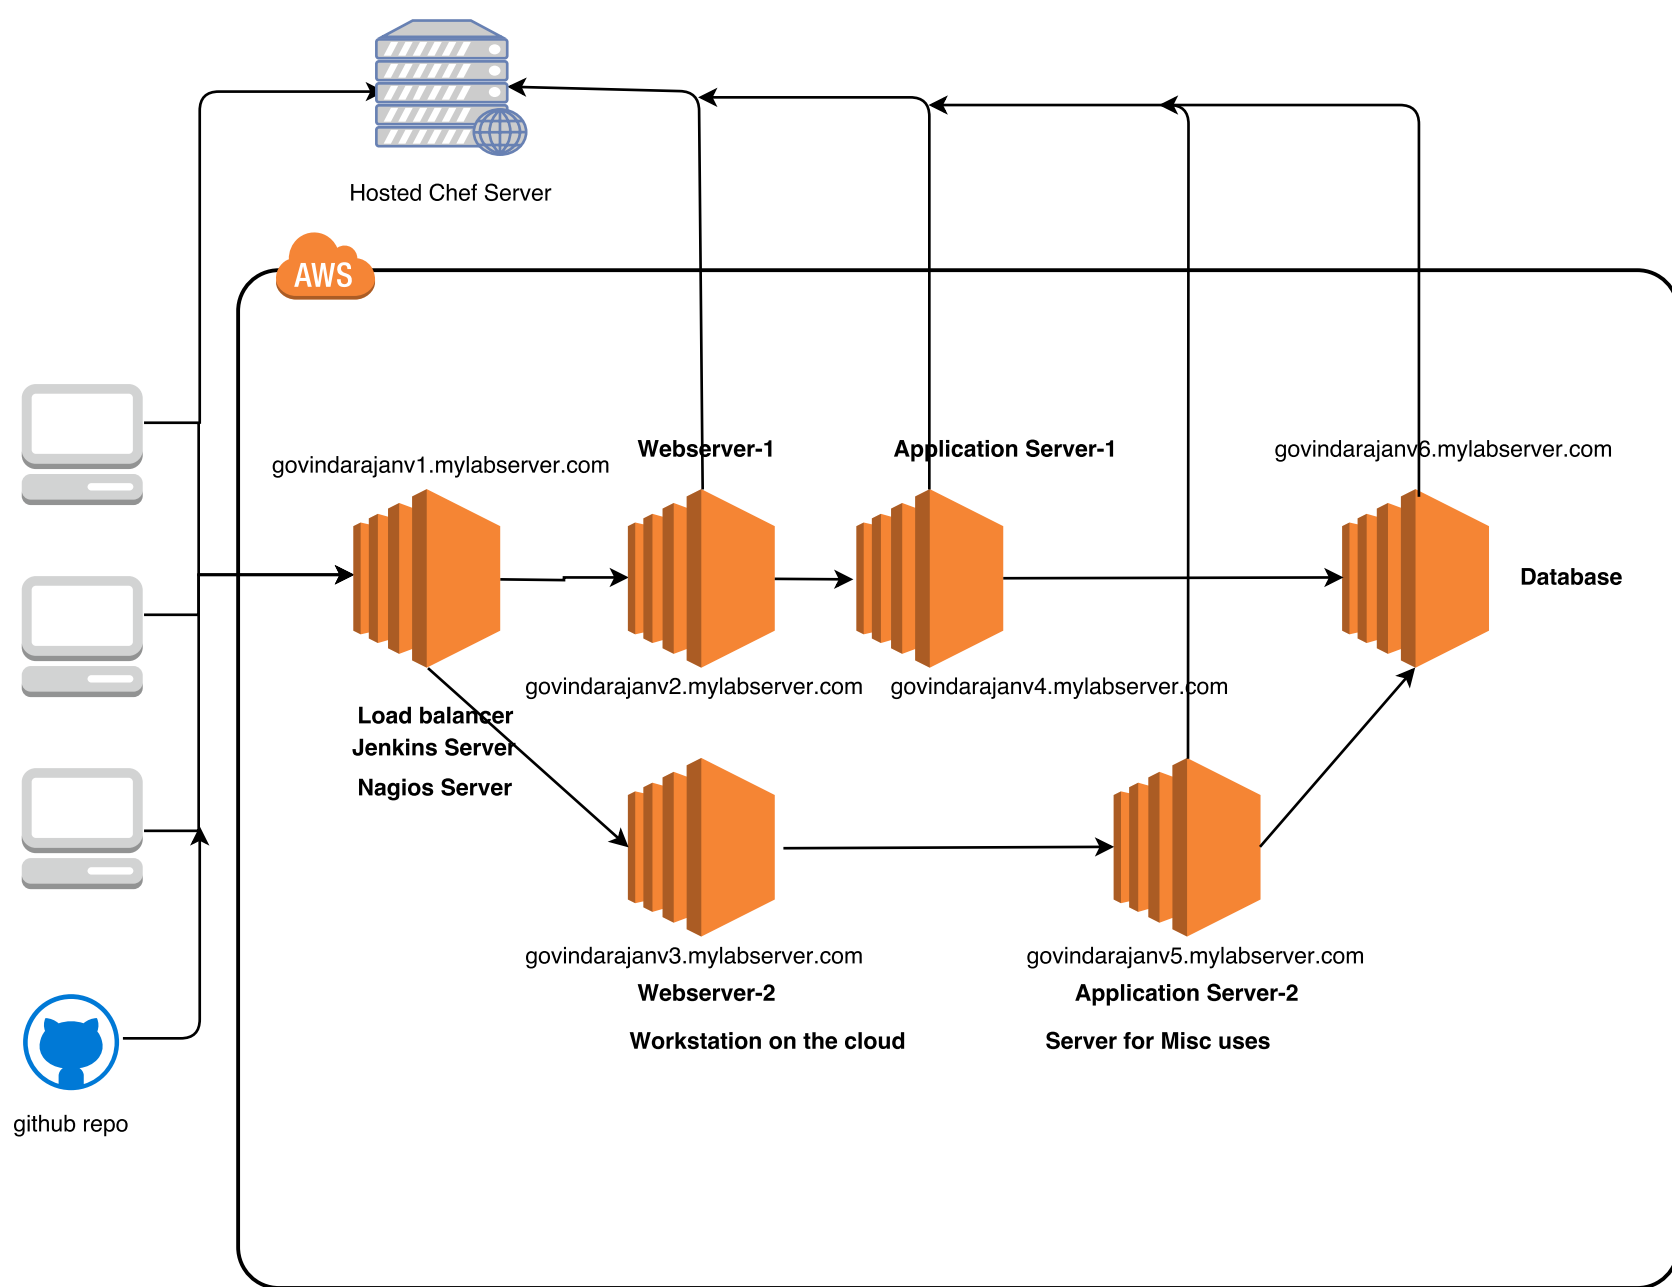 Hosted Chef Server
AWS
govindarajanv1.mylabserver.com
Webserver-1
Application Server-1
govindarajanv6.mylabserver.com
Database
govindarajanv2.mylabserver.com
govindarajanv4.mylabserver.com
Load balancer
Jenkins Server
Nagios Server
govindarajanv3.mylabserver.com
govindarajanv5.mylabserver.com
Webserver-2
Application Server-2
Workstation on the cloud
Server for Misc uses
github repo